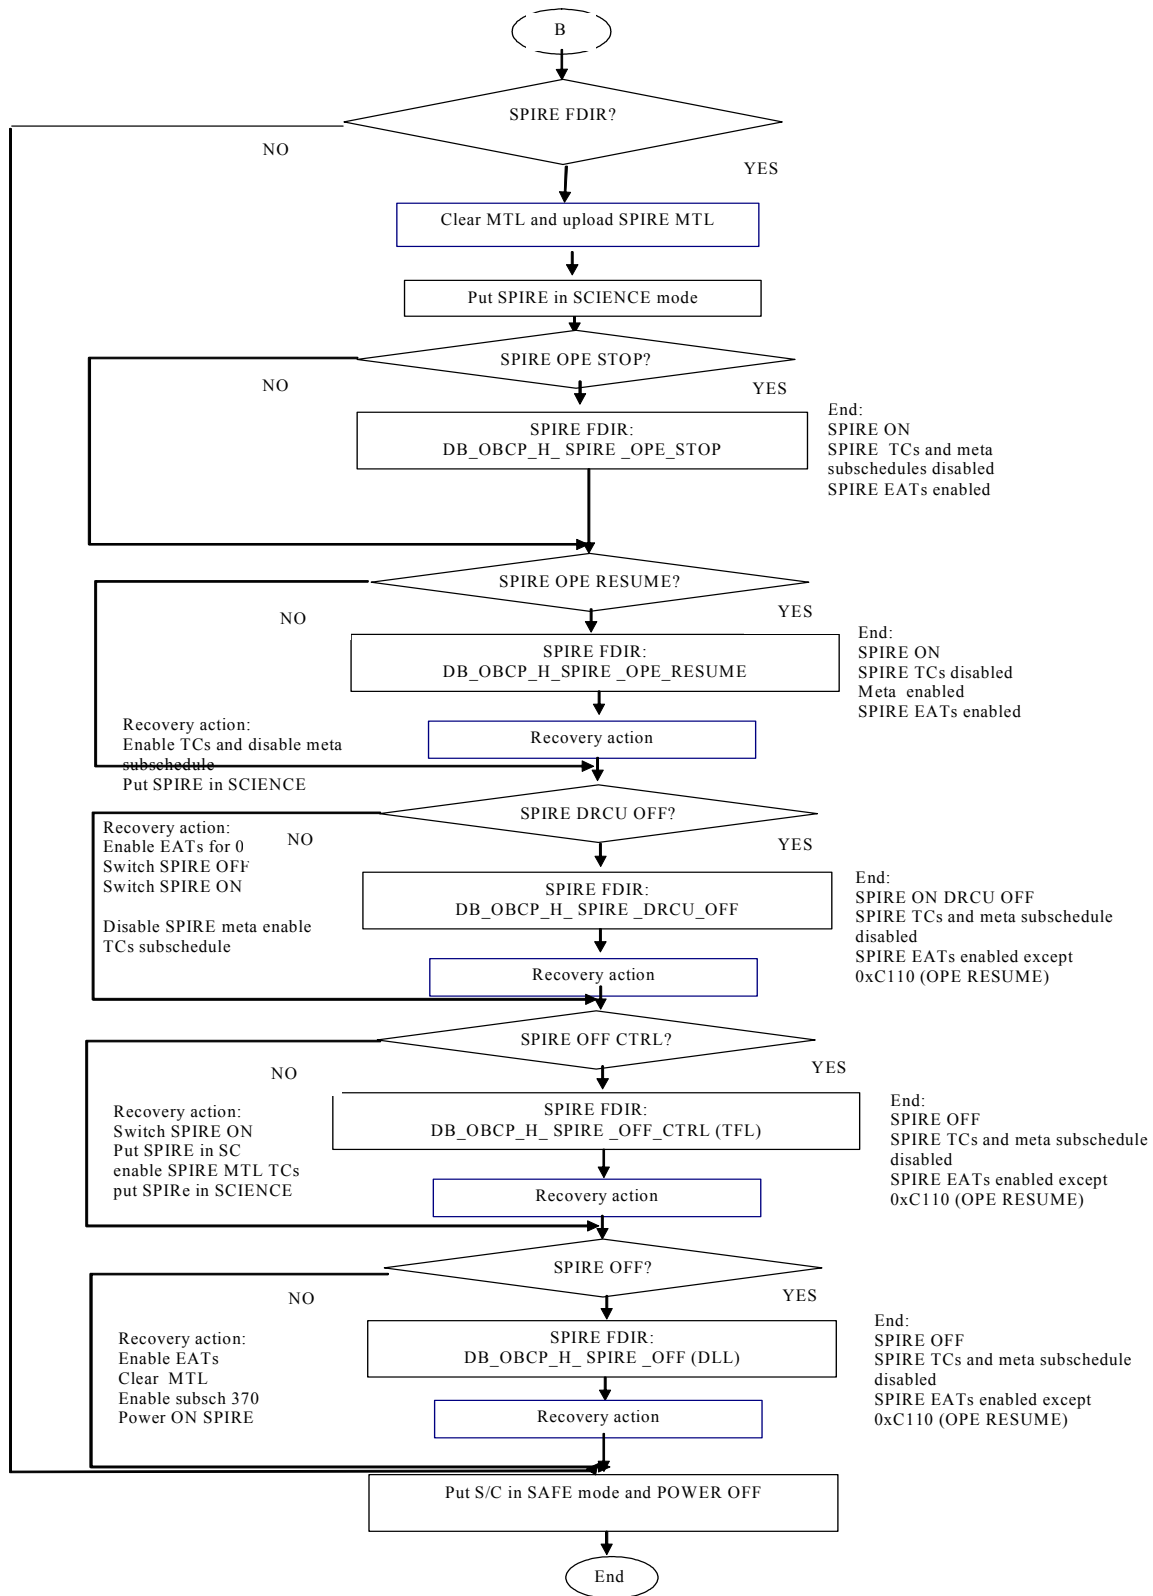 B
SPIRE FDIR?
NO
YES
Clear MTL and upload SPIRE MTL
Put SPIRE in SCIENCE mode
SPIRE OPE STOP?
NO
YES
SPIRE FDIR:
DB_OBCP_H_ SPIRE _OPE_STOP
End:
SPIRE ON
SPIRE  TCs and meta
subschedules disabled
SPIRE EATs enabled
SPIRE OPE RESUME?
NO
YES
SPIRE FDIR:
DB_OBCP_H_SPIRE _OPE_RESUME
End:
SPIRE ON
SPIRE TCs disabled
Meta  enabled
SPIRE EATs enabled
Recovery action
Recovery action:
Enable TCs and disable meta
subschedule
Put SPIRE in SCIENCE
SPIRE DRCU OFF?
NO
YES
Recovery action:
Enable EATs for 0
Switch SPIRE OFF
Switch SPIRE ON
Disable SPIRE meta enable
TCs subschedule
SPIRE FDIR:
DB_OBCP_H_ SPIRE _DRCU_OFF
End:
SPIRE ON DRCU OFF
SPIRE TCs and meta subschedule
disabled
SPIRE EATs enabled except
0xC110 (OPE RESUME)
Recovery action
SPIRE OFF CTRL?
NO
YES
Recovery action:
Switch SPIRE ON
Put SPIRE in SC
enable SPIRE MTL TCs
put SPIRe in SCIENCE
SPIRE FDIR:
DB_OBCP_H_ SPIRE _OFF_CTRL (TFL)
End:
SPIRE OFF
SPIRE TCs and meta subschedule
disabled
SPIRE EATs enabled except
0xC110 (OPE RESUME)
Recovery action
SPIRE OFF?
NO
YES
Recovery action:
Enable EATs
Clear  MTL
Enable subsch 370
Power ON SPIRE
SPIRE FDIR:
DB_OBCP_H_ SPIRE _OFF (DLL)
End:
SPIRE OFF
SPIRE TCs and meta subschedule
disabled
SPIRE EATs enabled except
0xC110 (OPE RESUME)
Recovery action
Put S/C in SAFE mode and POWER OFF
End